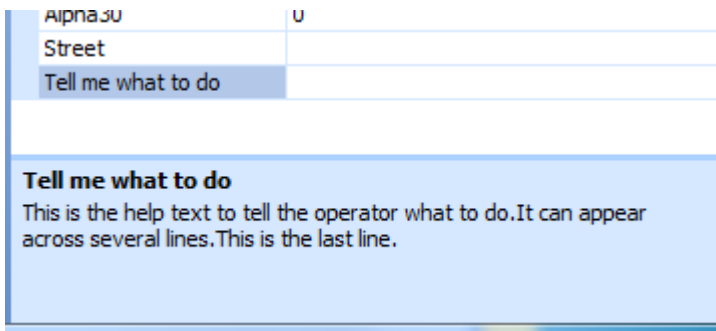 Alpha30 0
Street
Tell me what to do
Tell me what to do
This is the help text to tell the operator what to do.It can appear
across several lines.This is the last line.